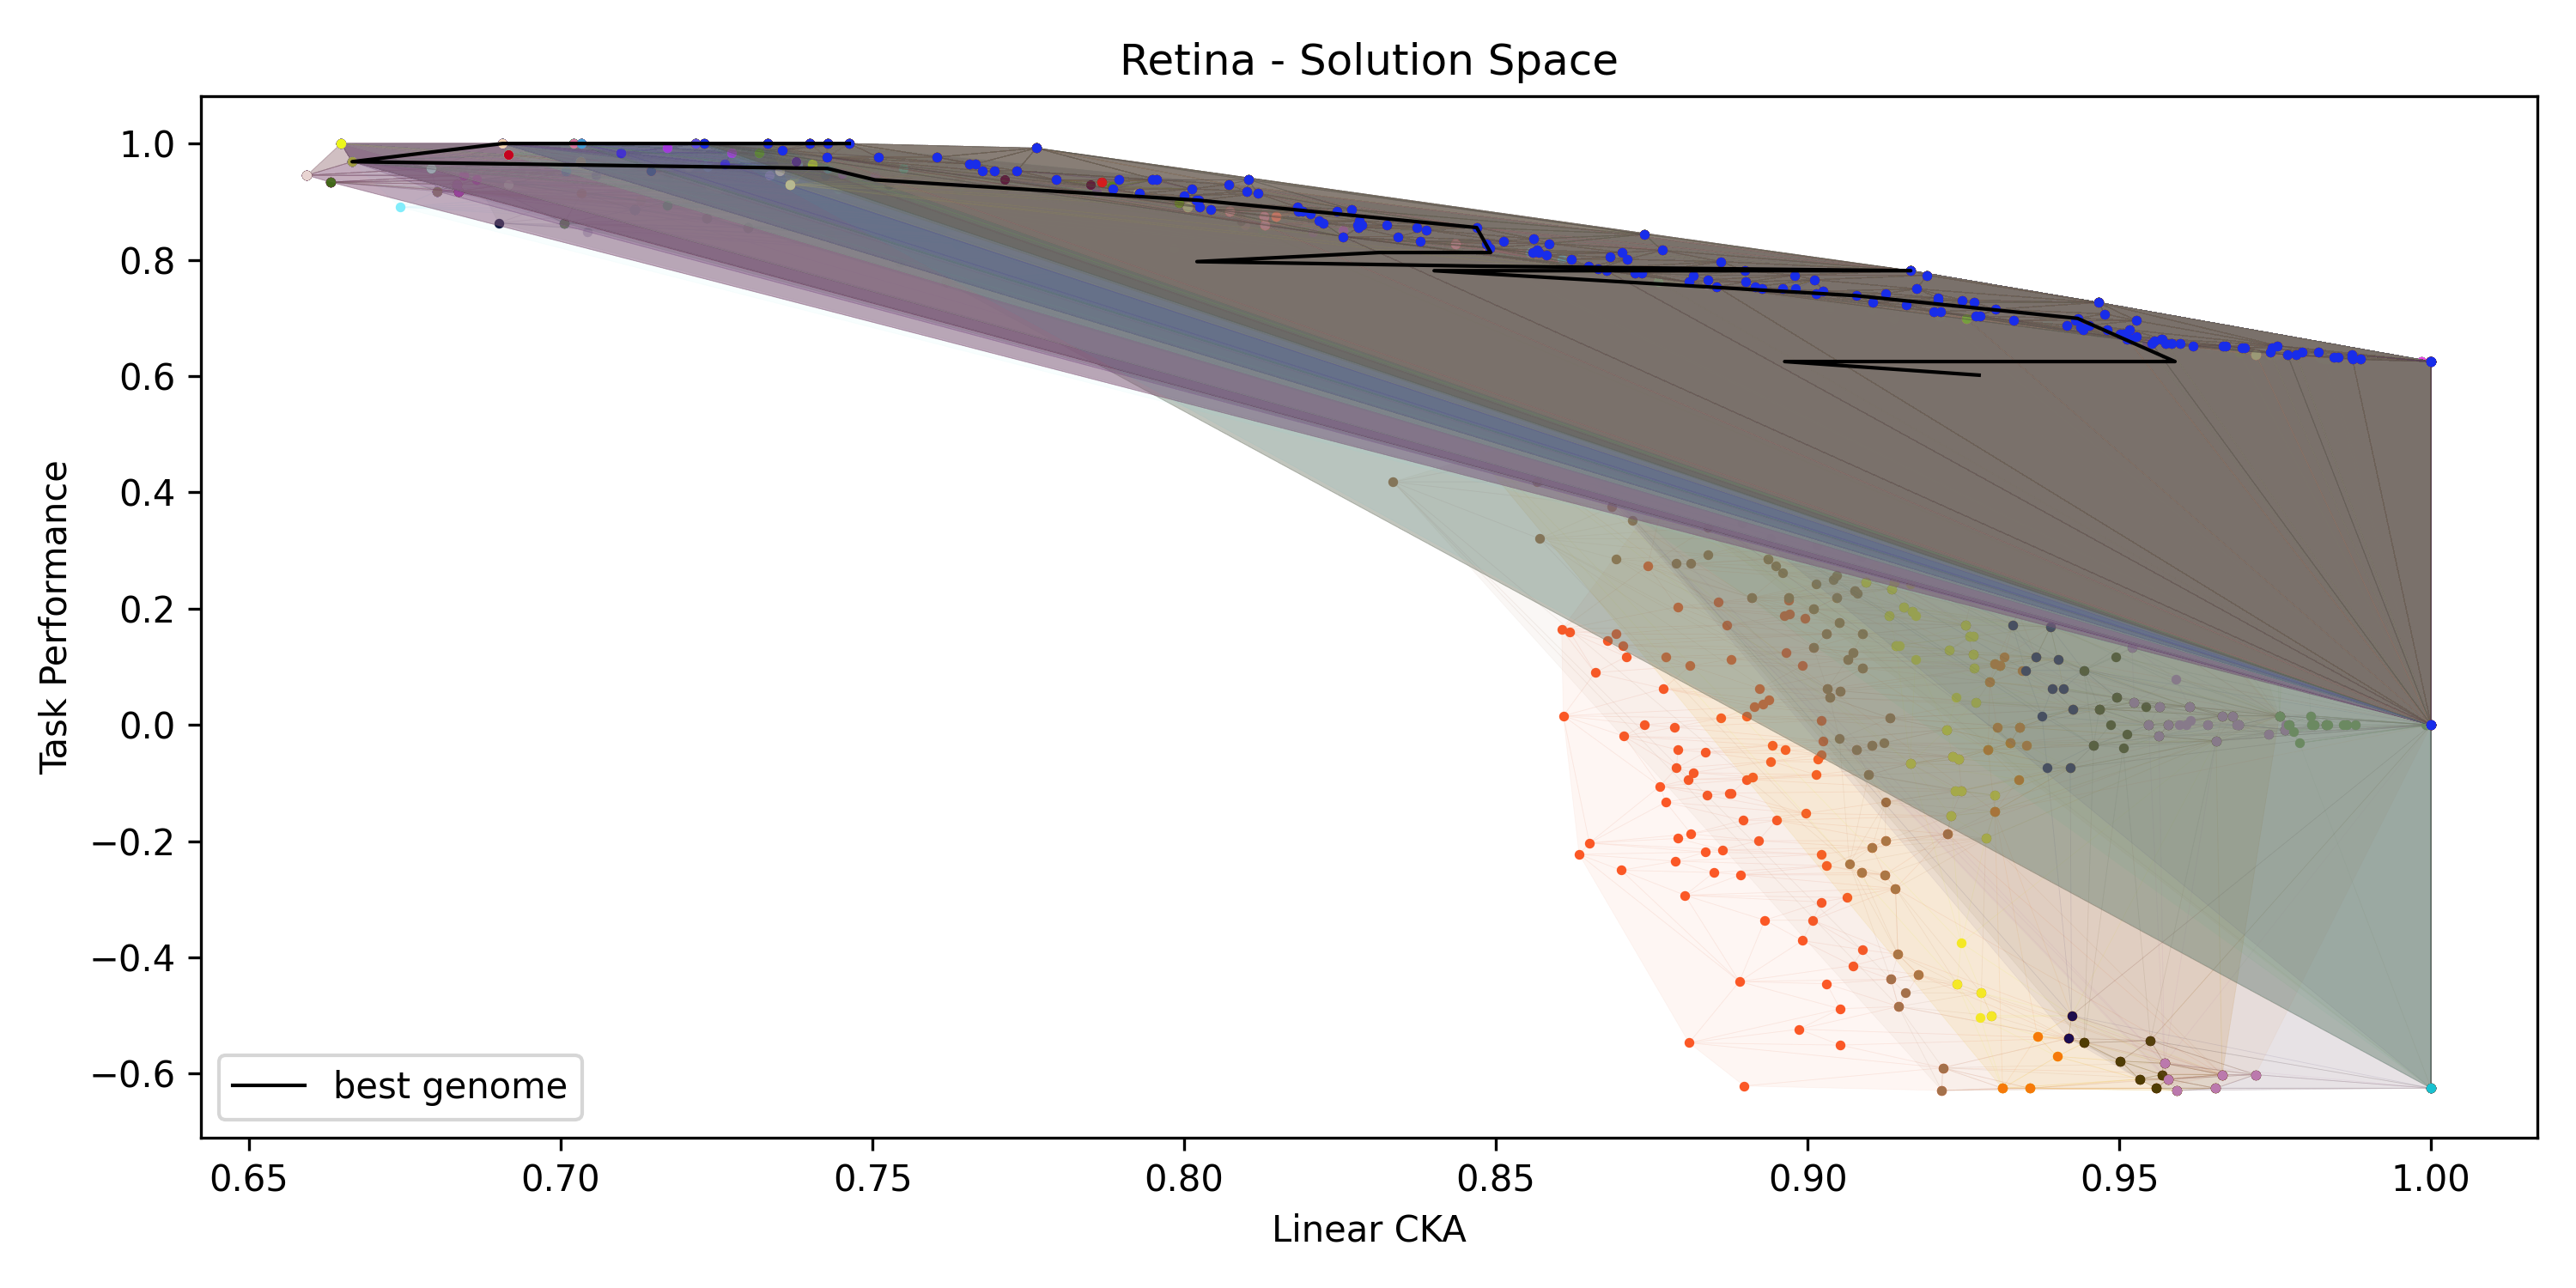 Retina - Solution Space
Task Performance
1.0
0.8
0.6
0.4
0.2
0.0
−0.2
−0.4
−0.6
best genome
0.65 0.70 0.75 0.80 0.85 0.90 0.95 1.00
Linear CKA